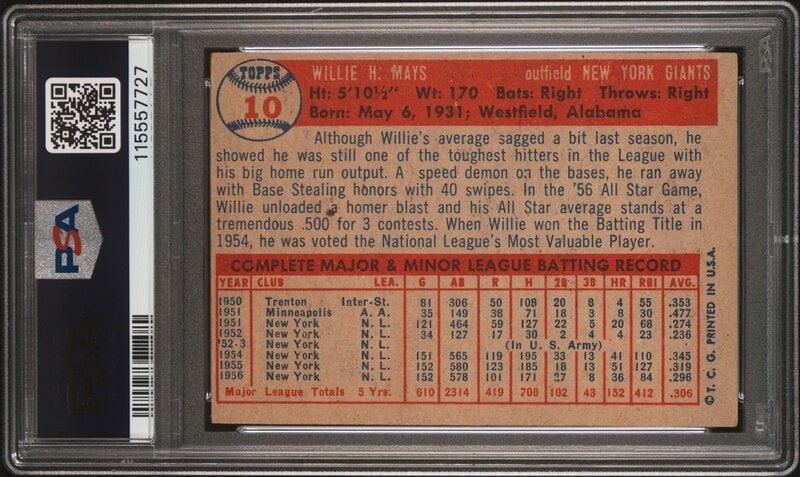 PSA
115557727
PSA
TOPPS
10
WILLIE H. MAYS outfield NEW YORK GIANTS
Ht: 5'10½" Wt: 170 Bats: Right Throws: Right
Born: May 6, 1931; Westfield, Alabama
Although Willie's average sagged a bit last season, he
showed he was still one of the toughest hitters in the League with
his big home run output. A speed demon on the bases, he ran away
with Base Stealing honors with 40 swipes. In the '56 All Star Game,
Willie unloaded a homer blast and his All Star average stands at a
tremendous .500 for 3 contests. When Willie won the Batting Title in
1954, he was voted the National League's Most Valuable Player.
COMPLETE MAJOR & MINOR LEAGUE BATTING RECORD
YEAR CLUB LEA. G AB R H 2B 3B HR RBI AVG.
1950 Trenton Inter-St. 81 306 50 108 20 8 4 55 .353
1951 Minneapolis A. A. 35 149 38 71 18 3 8 30 .477
1951 New York N. L. 121 464 59 127 22 5 20 68 .274
1952 New York N. L. 34 127 17 30 2 4 4 23 .236
'52-3 New York N. L. (In U. S. Army)
1954 New York N. L. 151 565 119 195 33 13 41 110 .345
1955 New York N. L. 152 580 123 185 18 13 51 127 .319
1956 New York N. L. 152 578 101 171 27 8 36 84 .296
Major League Totals 5 Yrs. 610 2314 419 708 102 43 152 412 .306
© T. C. G. PRINTED IN U.S.A.